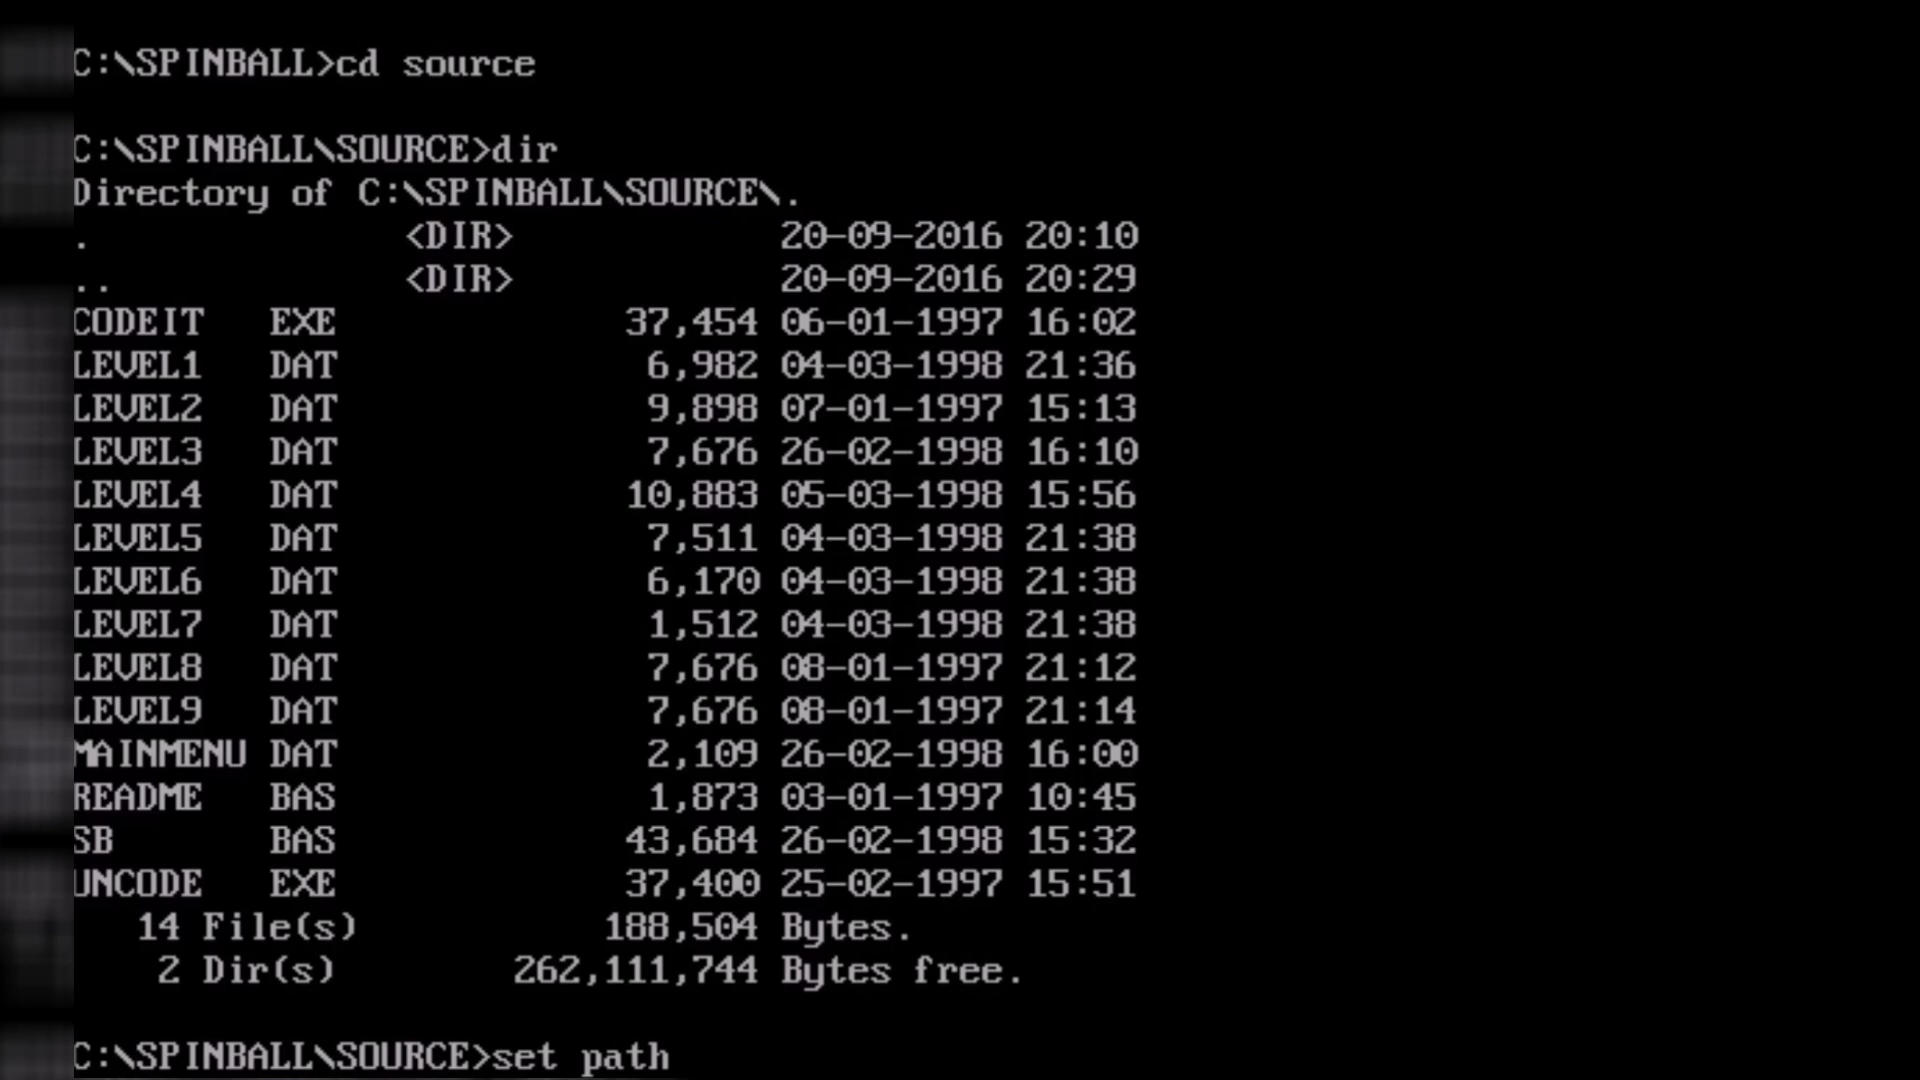 C:\SPINBALL>cd source
C:\SPINBALL\SOURCE>dir
Directory of C:\SPINBALL\SOURCE\.
. <DIR> 20-09-2016 20:10
.. <DIR> 20-09-2016 20:29
CODEIT EXE 37,454 06-01-1997 16:02
LEVEL1 DAT 6,982 04-03-1998 21:36
LEVEL2 DAT 9,898 07-01-1997 15:13
LEVEL3 DAT 7,676 26-02-1998 16:10
LEVEL4 DAT 10,883 05-03-1998 15:56
LEVEL5 DAT 7,511 04-03-1998 21:38
LEVEL6 DAT 6,170 04-03-1998 21:38
LEVEL7 DAT 1,512 04-03-1998 21:38
LEVEL8 DAT 7,676 08-01-1997 21:12
LEVEL9 DAT 7,676 08-01-1997 21:14
MAINMENU DAT 2,109 26-02-1998 16:00
README BAS 1,873 03-01-1997 10:45
SB BAS 43,684 26-02-1998 15:32
UNCODE EXE 37,400 25-02-1997 15:51
14 File(s) 188,504 Bytes.
2 Dir(s) 262,111,744 Bytes free.
C:\SPINBALL\SOURCE>set path